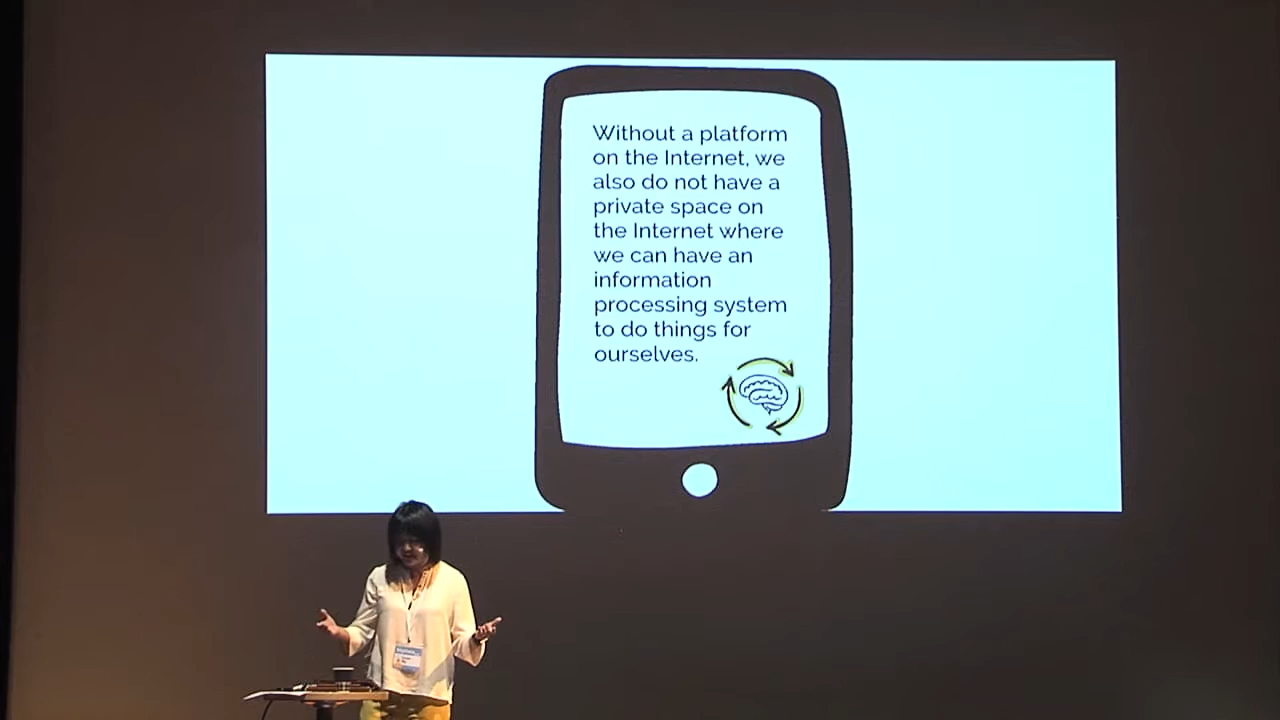 Without a platform
on the Internet, we
also do not have a
private space on
the Internet where
we can have an
information
processing system
to do things for
ourselves.